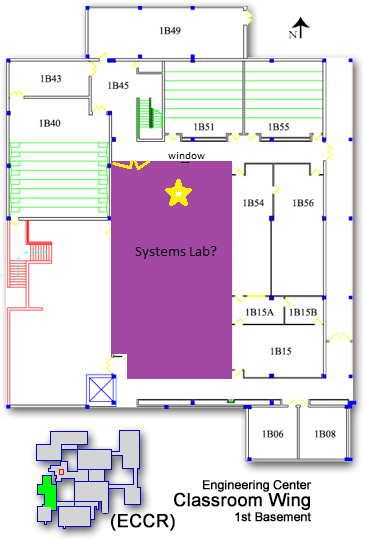 1B49
N
1B43
1B45
1B40
1B51
1B55
window
1B54
1B56
Systems Lab?
1B15A
1B15B
1B15
1B06
1B08
Engineering Center
Classroom Wing
(ECCR)
1st Basement